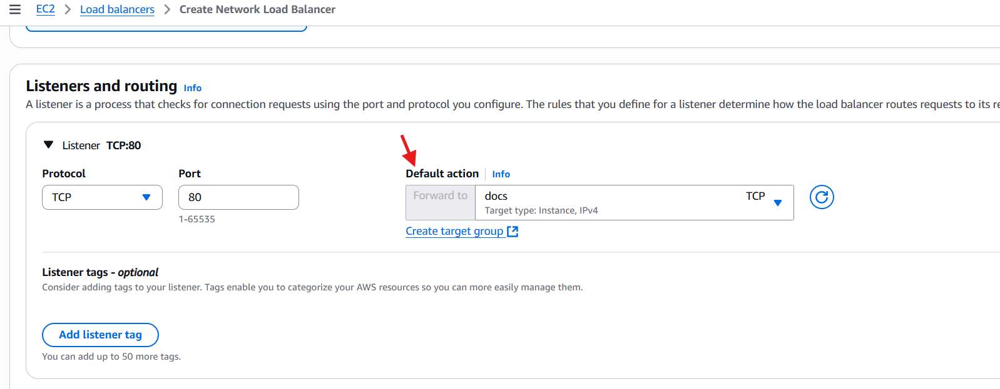 EC2 > Load balancers > Create Network Load Balancer
Listeners and routing Info
A listener is a process that checks for connection requests using the port and protocol you configure. The rules that you define for a listener determine how the load balancer routes requests to its
Listener TCP:80
Protocol Port Default action Info
TCP 80 Forward to docs TCP
Target type: Instance, IPv4
1-65535
Create target group
Listener tags - optional
Consider adding tags to your listener. Tags enable you to categorize your AWS resources so you can more easily manage them.
Add listener tag
You can add up to 50 more tags.